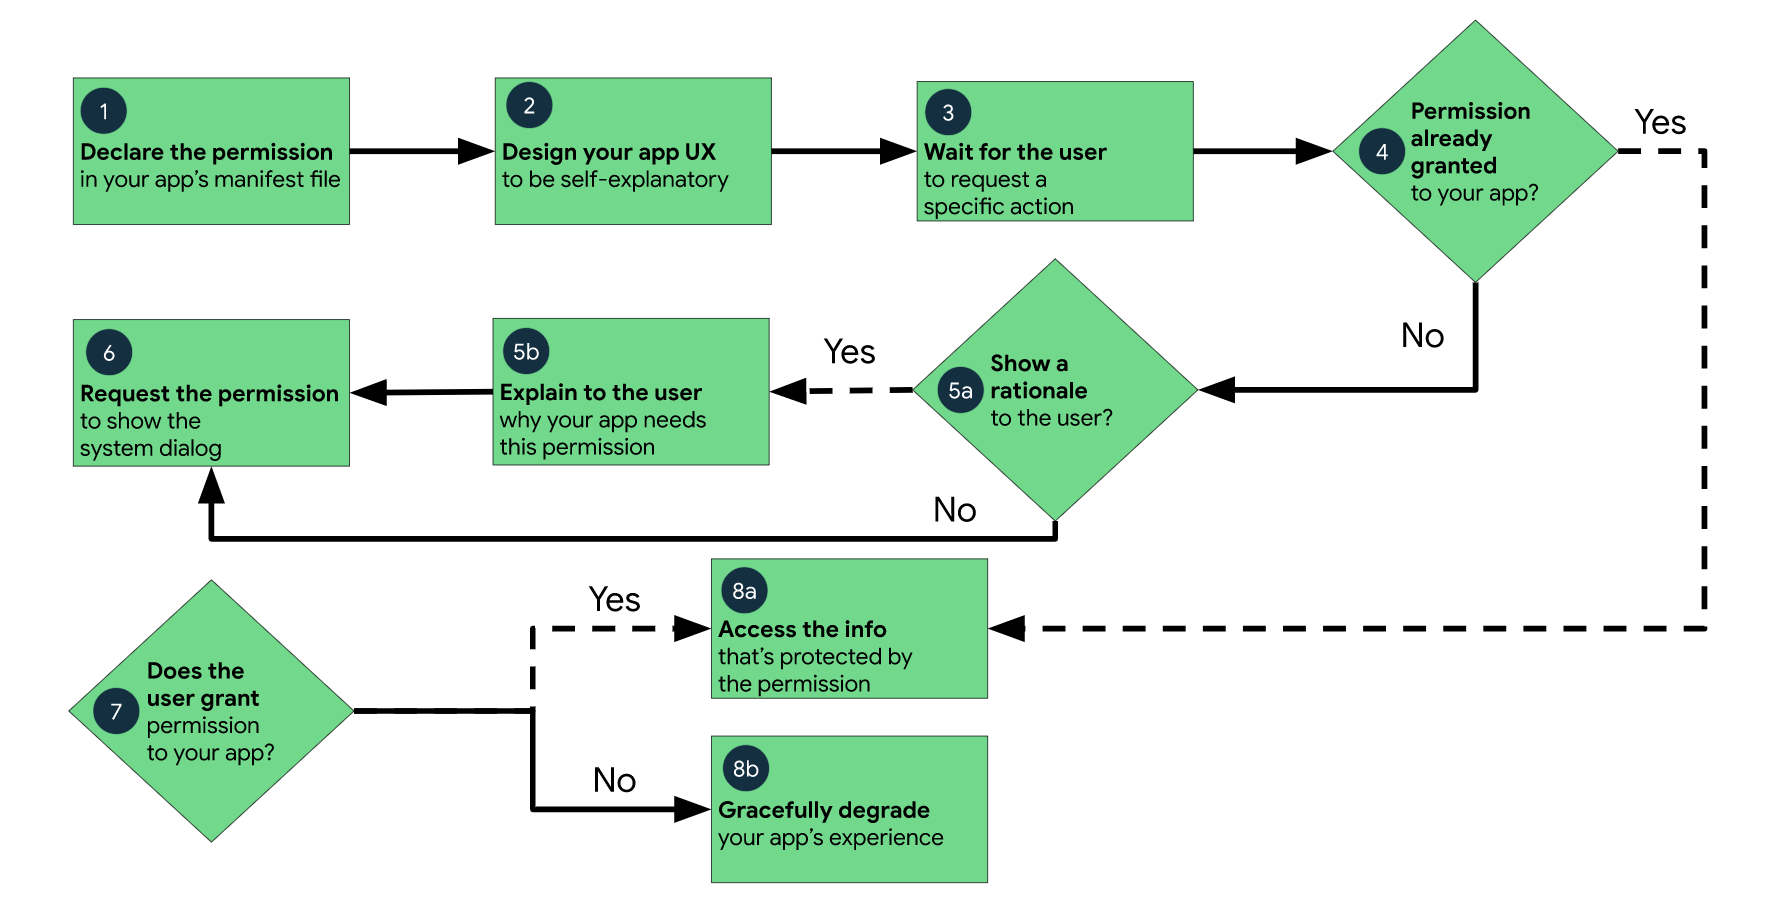 1
Declare the permission
in your app's manifest file
2
Design your app UX
to be self-explanatory
3
Wait for the user
to request a
specific action
4
Permission
already
granted
to your app?
Yes
No
5a
Show a
rationale
to the user?
Yes
No
5b
Explain to the user
why your app needs
this permission
6
Request the permission
to show the
system dialog
7
Does the
user grant
permission
to your app?
Yes
No
8a
Access the info
that's protected by
the permission
8b
Gracefully degrade
your app's experience